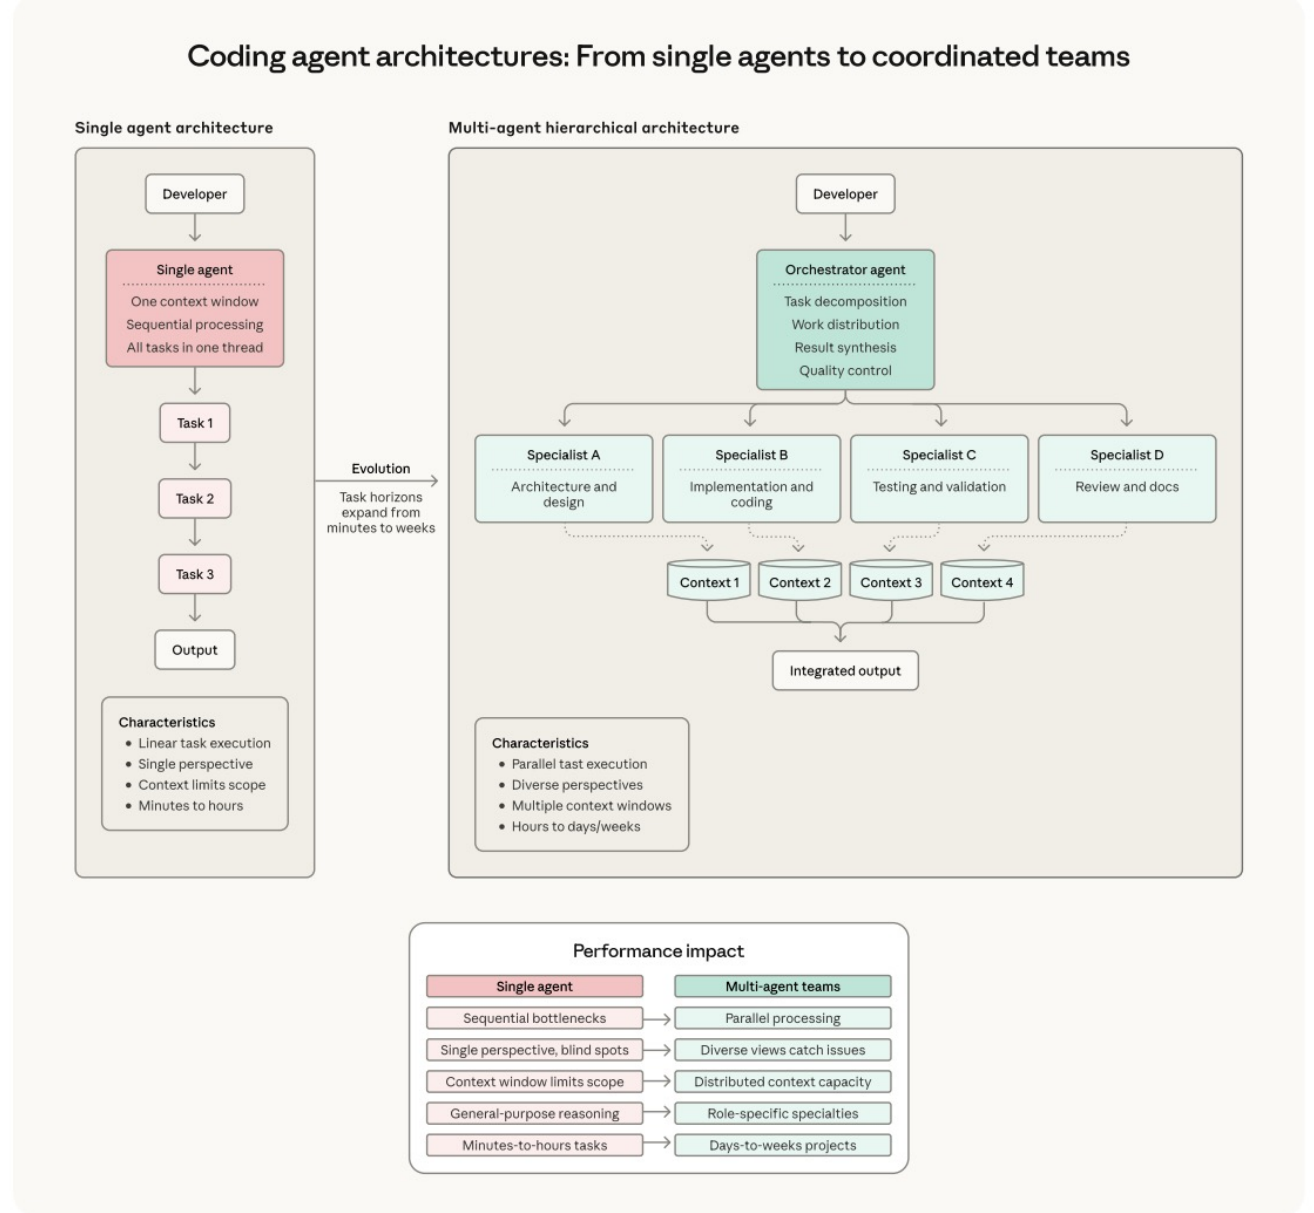 Coding agent architectures: From single agents to coordinated teams
Single agent architecture
Developer
Single agent
One context window
Sequential processing
All tasks in one thread
Task 1
Task 2
Task 3
Output
Characteristics
• Linear task execution
• Single perspective
• Context limits scope
• Minutes to hours
Evolution
Task horizons
expand from
minutes to weeks
Multi-agent hierarchical architecture
Developer
Orchestrator agent
Task decomposition
Work distribution
Result synthesis
Quality control
Specialist A
Architecture and
design
Specialist B
Implementation and
coding
Specialist C
Testing and validation
Specialist D
Review and docs
Context 1
Context 2
Context 3
Context 4
Integrated output
Characteristics
• Parallel tast execution
• Diverse perspectives
• Multiple context windows
• Hours to days/weeks
Performance impact
Single agent
Multi-agent teams
Sequential bottlenecks
Parallel processing
Single perspective, blind spots
Diverse views catch issues
Context window limits scope
Distributed context capacity
General-purpose reasoning
Role-specific specialties
Minutes-to-hours tasks
Days-to-weeks projects